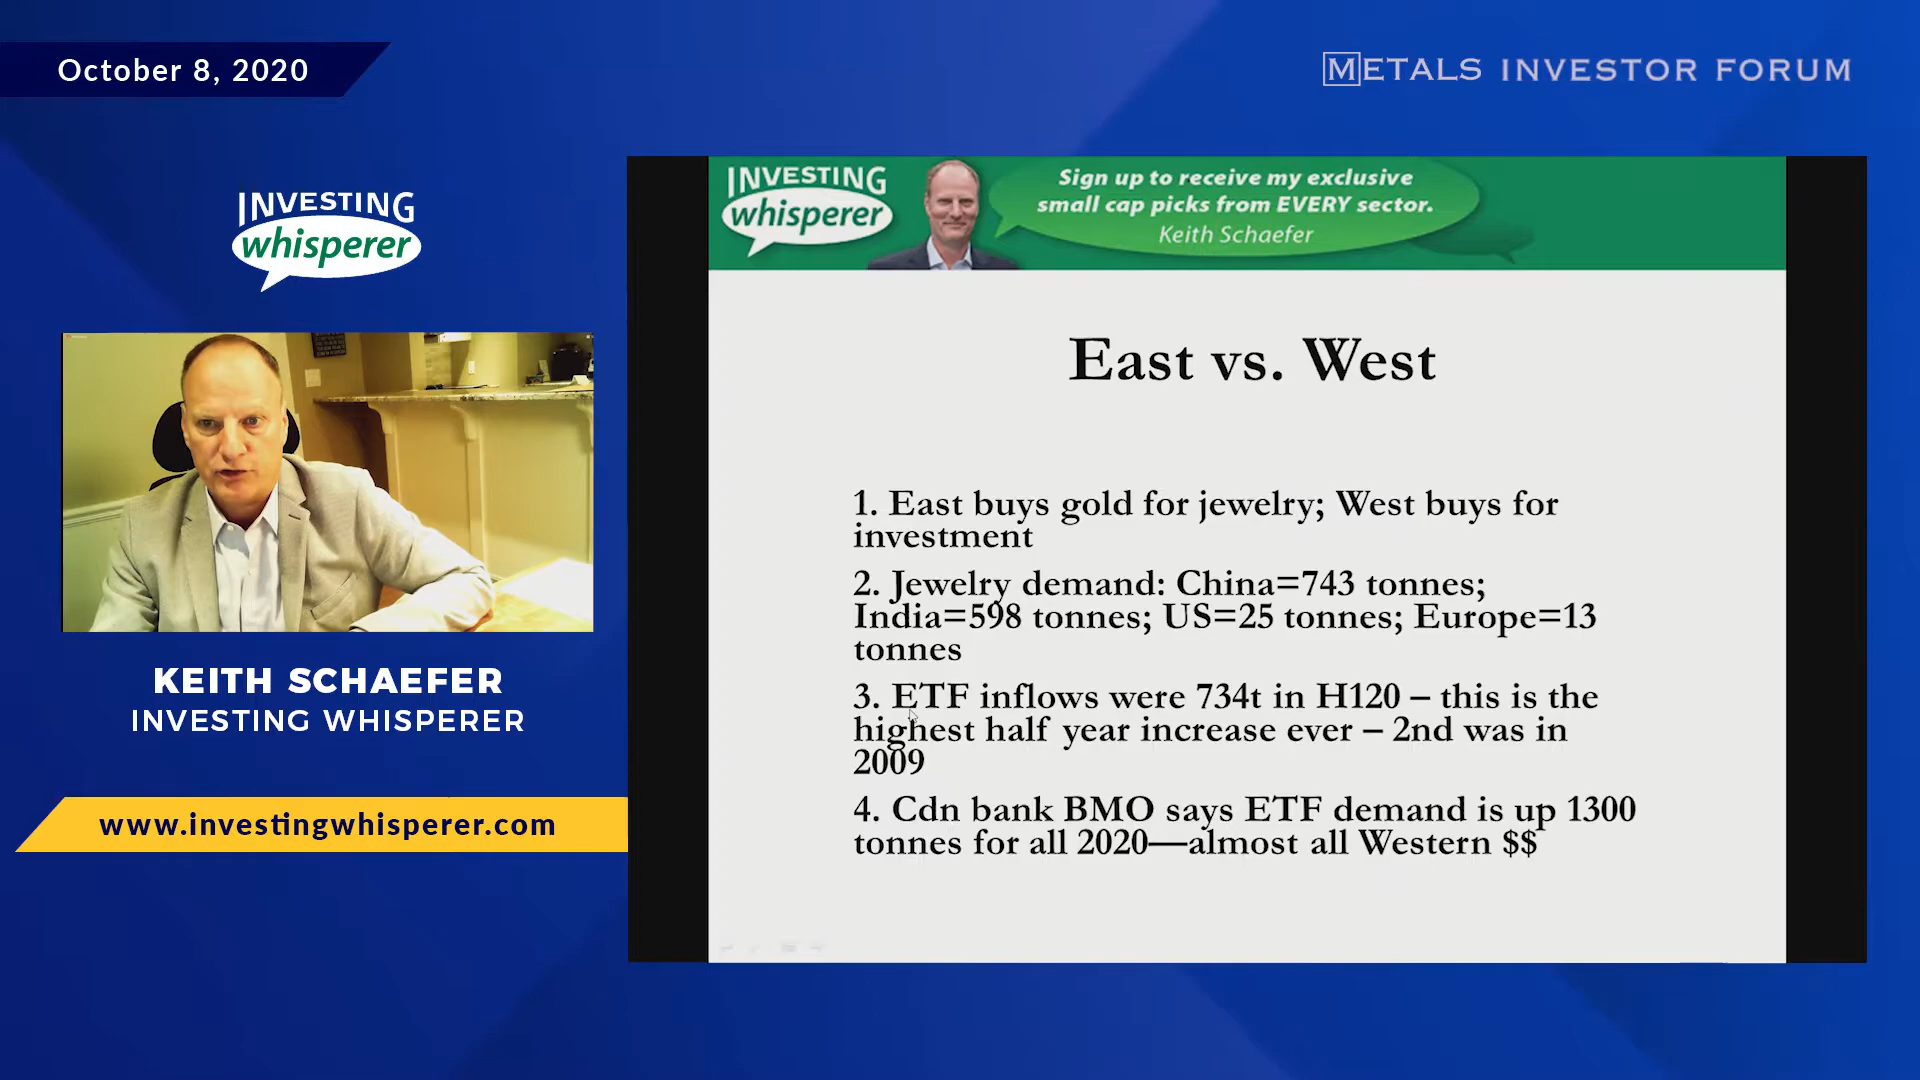 October 8, 2020
METALS INVESTOR FORUM
INVESTING
whisperer
KEITH SCHAEFER
INVESTING WHISPERER
www.investingwhisperer.com
INVESTING
whisperer
Sign up to receive my exclusive
small cap picks from EVERY sector.
Keith Schaefer
East vs. West
1. East buys gold for jewelry; West buys for
investment
2. Jewelry demand: China=743 tonnes;
India=598 tonnes; US=25 tonnes; Europe=13
tonnes
3. ETF inflows were 734t in H120 – this is the
highest half year increase ever – 2nd was in
2009
4. Cdn bank BMO says ETF demand is up 1300
tonnes for all 2020—almost all Western $$